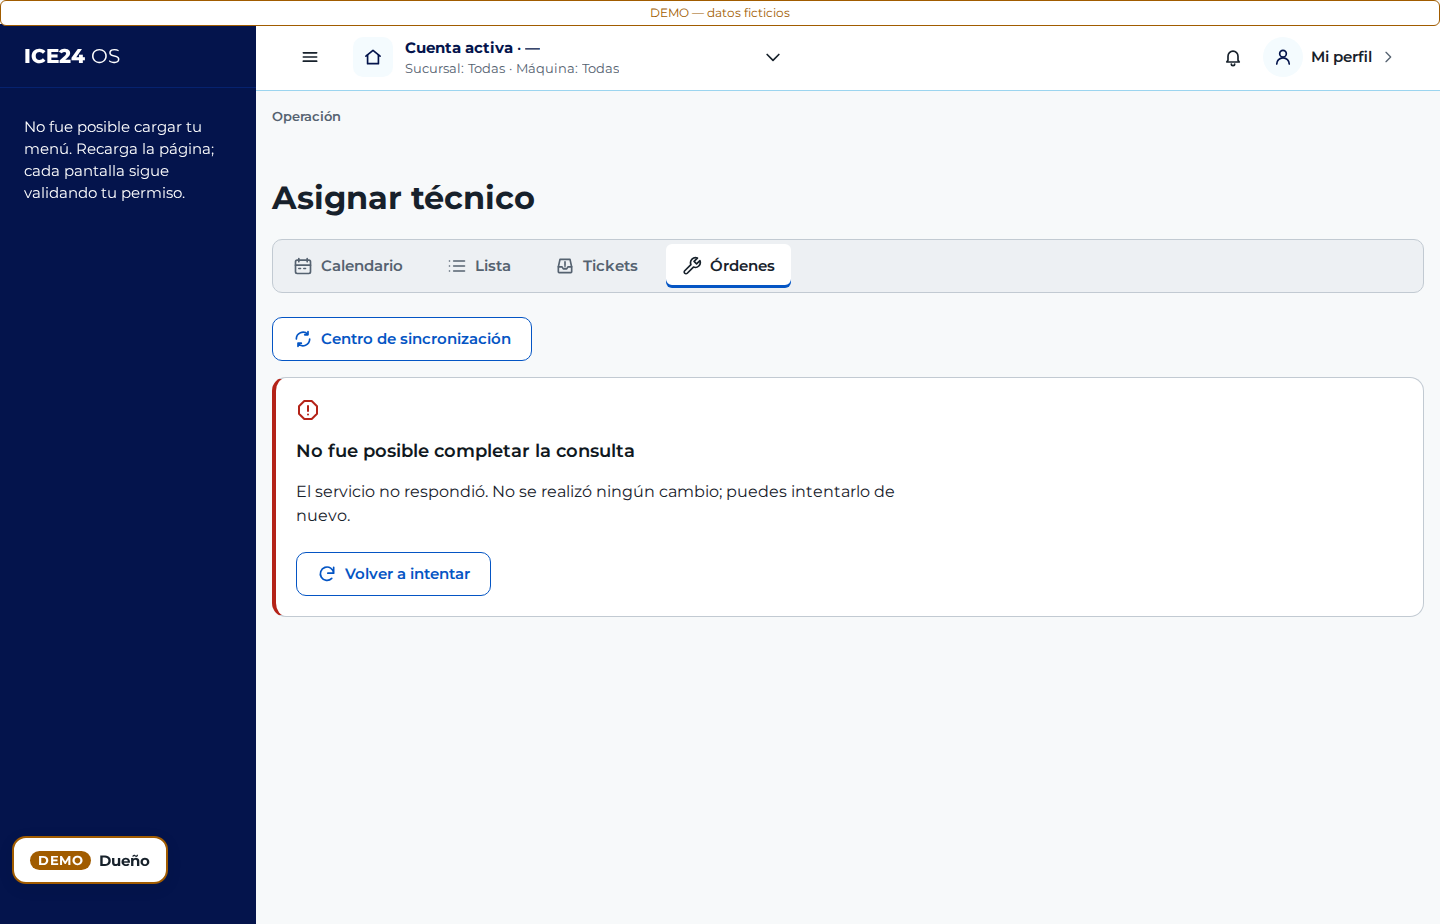 DEMO — datos ficticios
ICE24 OS
No fue posible cargar tu
menú. Recarga la página;
cada pantalla sigue
validando tu permiso.
DEMO Dueño
Cuenta activa · —
Sucursal: Todas · Máquina: Todas
Mi perfil
Operación
Asignar técnico
Calendario
Lista
Tickets
Órdenes
Centro de sincronización
No fue posible completar la consulta
El servicio no respondió. No se realizó ningún cambio; puedes intentarlo de
nuevo.
Volver a intentar